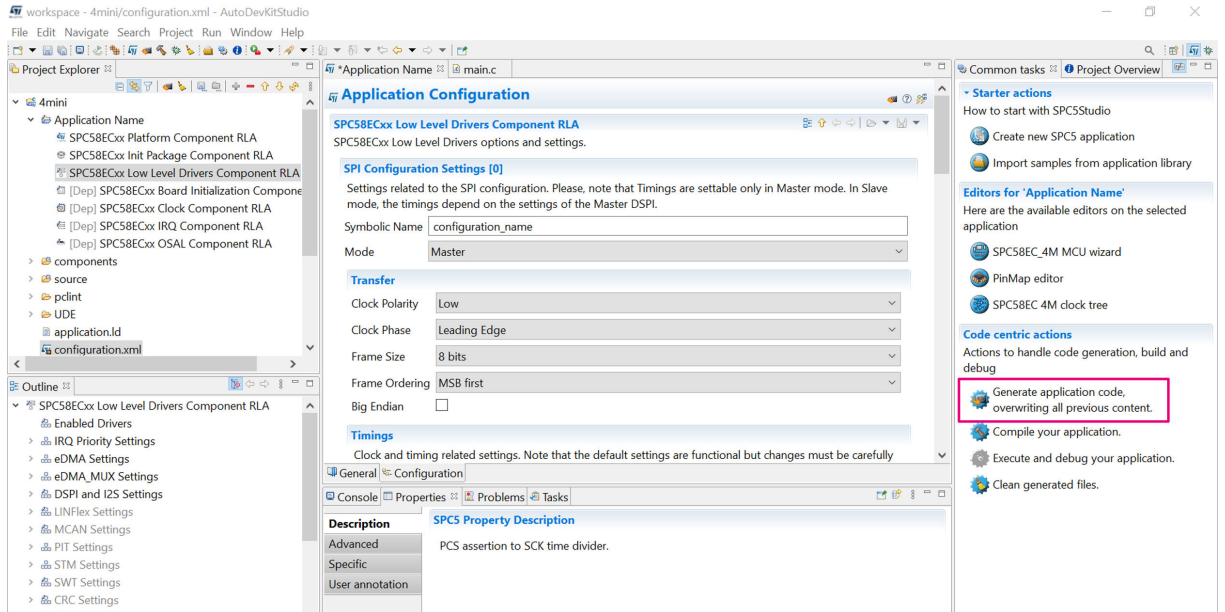 workspace - 4mini/configuration.xml - AutoDevKitStudio
File Edit Navigate Search Project Run Window Help
Project Explorer
4mini
Application Name
SPC58ECxx Platform Component RLA
SPC58ECxx Init Package Component RLA
SPC58ECxx Low Level Drivers Component RLA
[Dep] SPC58ECxx Board Initialization Compone
[Dep] SPC58ECxx Clock Component RLA
[Dep] SPC58ECxx IRQ Component RLA
[Dep] SPC58ECxx OSAL Component RLA
components
source
pclint
UDE
application.ld
configuration.xml
Outline
SPC58ECxx Low Level Drivers Component RLA
Enabled Drivers
IRQ Priority Settings
eDMA Settings
eDMA_MUX Settings
DSPI and I2S Settings
LINFlex Settings
MCAN Settings
PIT Settings
STM Settings
SWT Settings
CRC Settings
*Application Name main.c
Application Configuration
SPC58ECxx Low Level Drivers Component RLA
SPC58ECxx Low Level Drivers options and settings.
SPI Configuration Settings [0]
Settings related to the SPI configuration. Please, note that Timings are settable only in Master mode. In Slave
mode, the timings depend on the settings of the Master DSPI.
Symbolic Name configuration_name
Mode Master
Transfer
Clock Polarity Low
Clock Phase Leading Edge
Frame Size 8 bits
Frame Ordering MSB first
Big Endian
Timings
Clock and timing related settings. Note that the default settings are functional but changes must be carefully
General Configuration
Console Properties Problems Tasks
Description
Advanced
Specific
User annotation
SPC5 Property Description
PCS assertion to SCK time divider.
Common tasks Project Overview
Starter actions
How to start with SPC5Studio
Create new SPC5 application
Import samples from application library
Editors for 'Application Name'
Here are the available editors on the selected
application
SPC58EC_4M MCU wizard
PinMap editor
SPC58EC 4M clock tree
Code centric actions
Actions to handle code generation, build and
debug
Generate application code,
overwriting all previous content.
Compile your application.
Execute and debug your application.
Clean generated files.